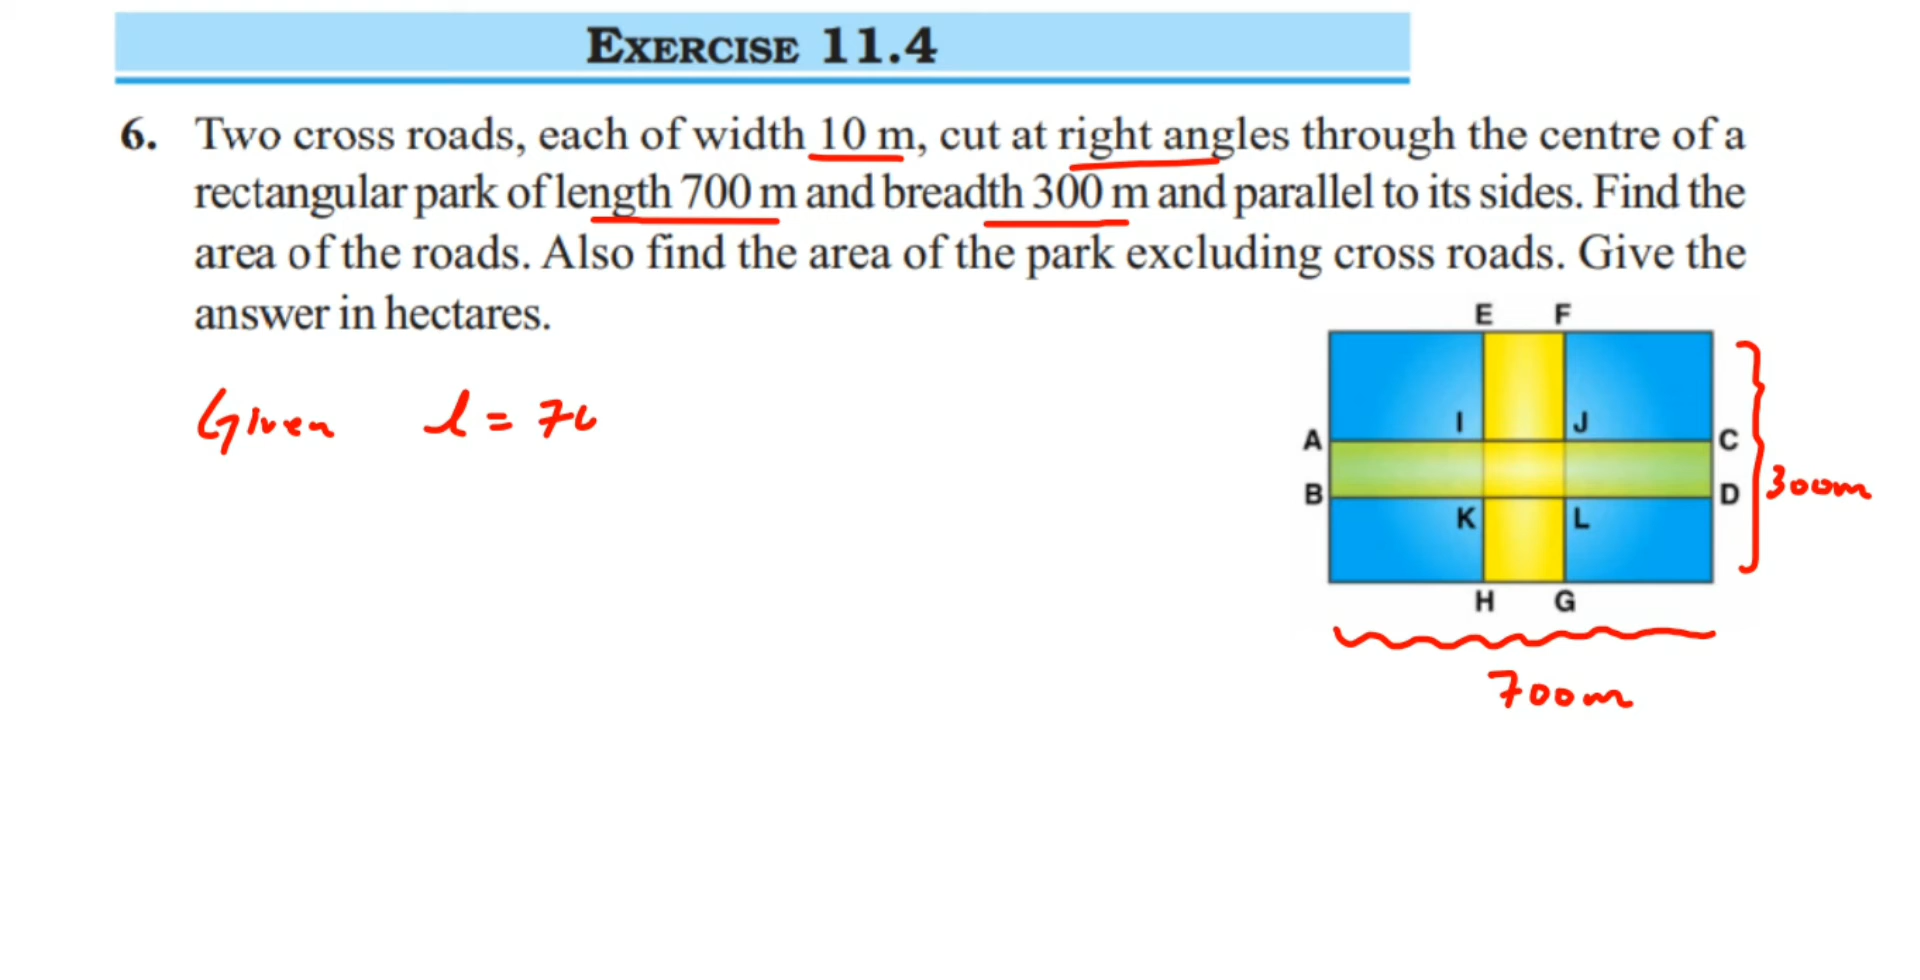 EXERCISE 11.4
6. Two cross roads, each of width 10 m, cut at right angles through the centre of a
rectangular park of length 700 m and breadth 300 m and parallel to its sides. Find the
area of the roads. Also find the area of the park excluding cross roads. Give the
answer in hectares.
E F
Given l = 70
I J
A C
B D
300m
K L
H G
700m